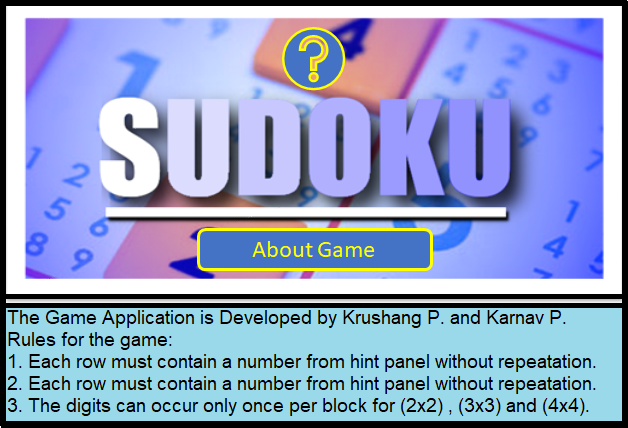 ?
SUDOKU
About Game
The Game Application is Developed by Krushang P. and Karnav P.
Rules for the game:
1. Each row must contain a number from hint panel without repeatation.
2. Each row must contain a number from hint panel without repeatation.
3. The digits can occur only once per block for (2x2) , (3x3) and (4x4).